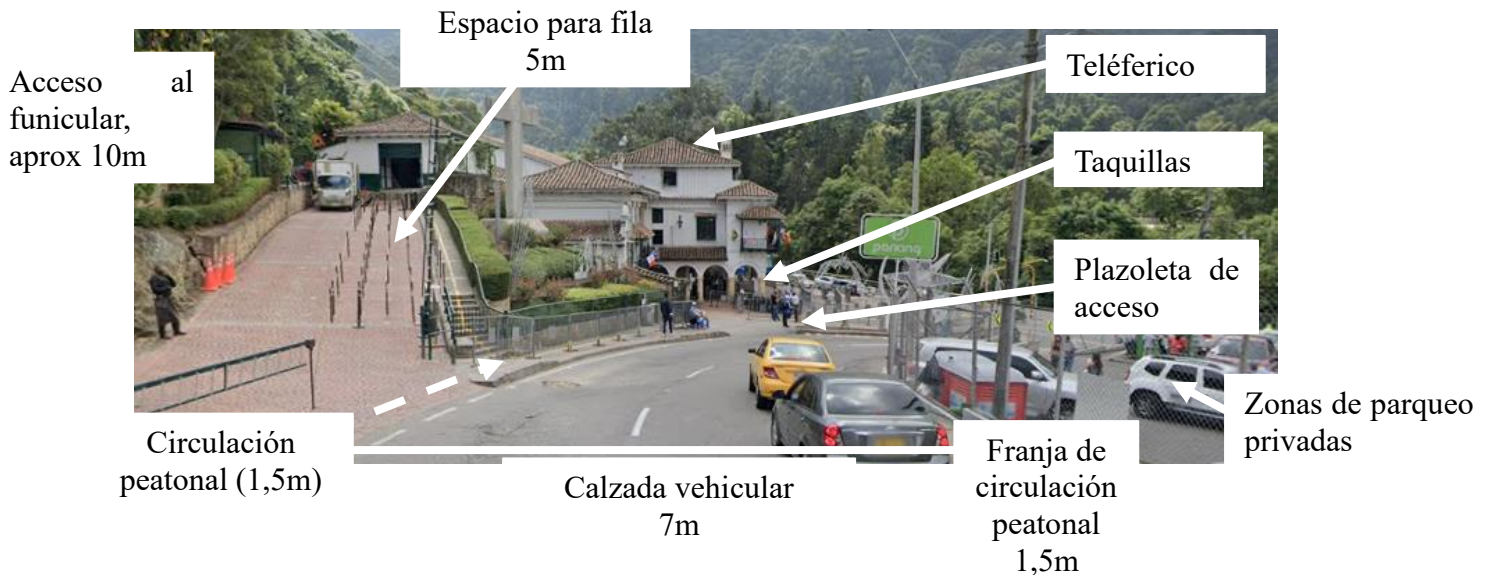 Espacio para fila
5m
Acceso al
funicular,
aprox 10m
Teléferico
Taquillas
parking
Plazoleta de
acceso
Zonas de parqueo
privadas
Circulación
peatonal (1,5m)
Calzada vehicular
7m
Franja de
circulación
peatonal
1,5m